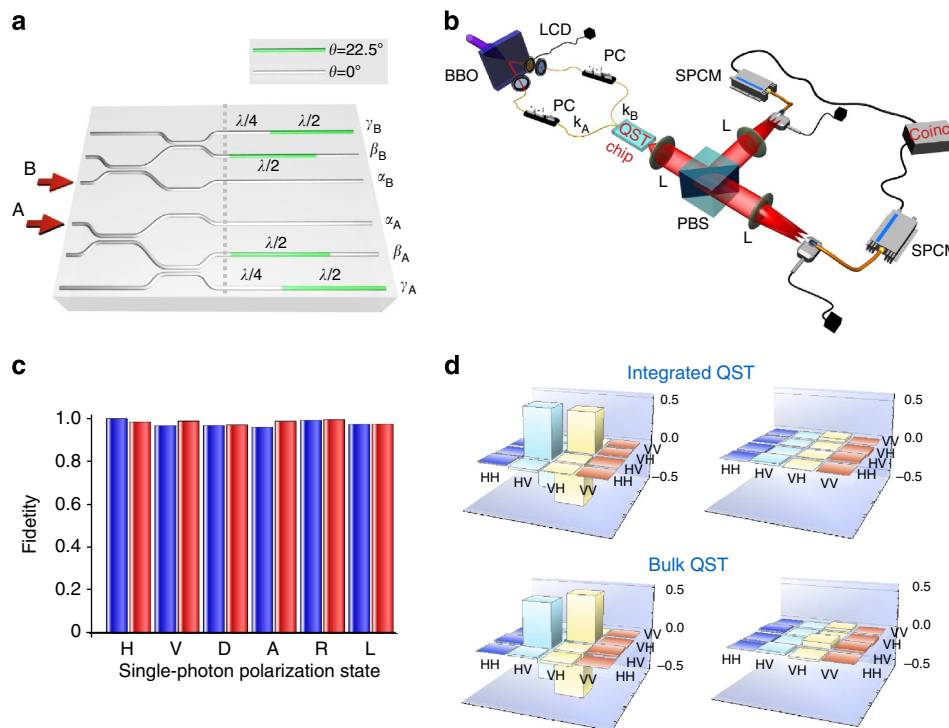 a
θ=22.5°
θ=0°
λ/4
λ/2
γB
βB
λ/2
B
αB
A
αA
λ/2
βA
λ/4
λ/2
γA
b
LCD
PC
BBO
SPCM
PC
kB
kA
QST
chip
L
L
Coinc
L
PBS
SPCM
c
1.0
0.8
0.6
0.4
0.2
0
Fidetity
H V D A R L
Single-photon polarization state
d
Integrated QST
0.5
0.0
−0.5
HH HV VH VV
VV
VH
HV
HH
HH HV VH VV
VV
VH
HV
HH
0.5
0.0
−0.5
Bulk QST
0.5
0.0
−0.5
HH HV VH VV
VV
VH
HV
HH
HH HV VH VV
VV
VH
HV
HH
0.5
0.0
−0.5